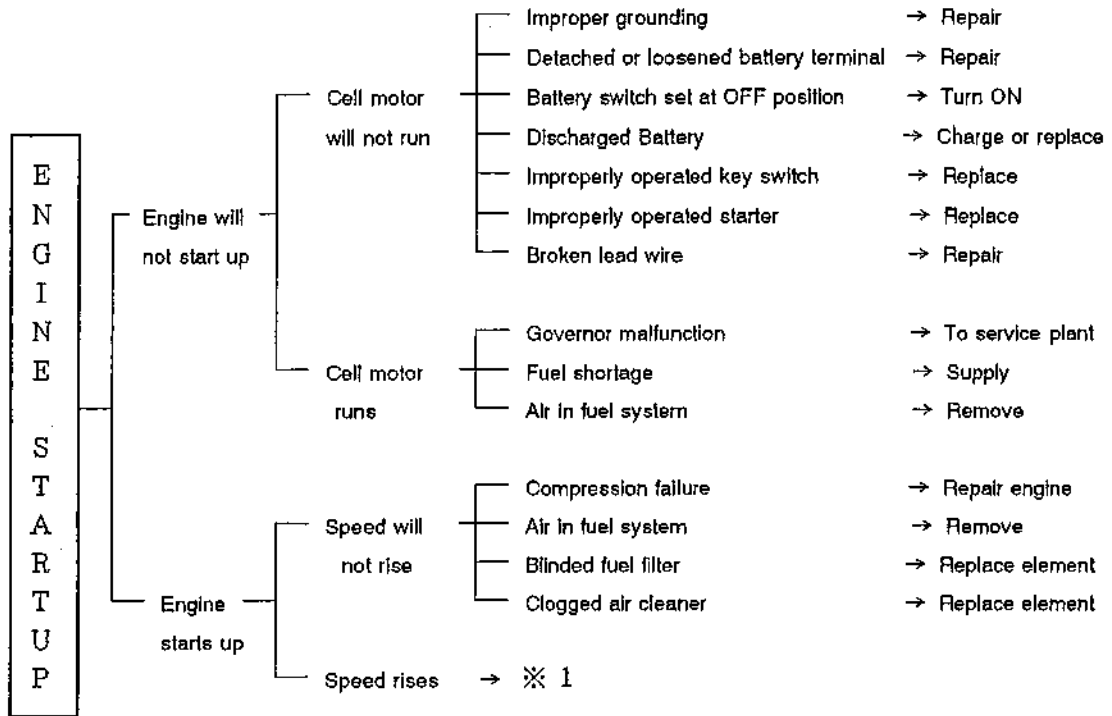 ENGINE STARTUP
Engine will
not start up
Cell motor
will not run
Improper grounding → Repair
Detached or loosened battery terminal → Repair
Battery switch set at OFF position → Turn ON
Discharged Battery → Charge or replace
Improperly operated key switch → Replace
Improperly operated starter → Replace
Broken lead wire → Repair
Cell motor
runs
Governor malfunction → To service plant
Fuel shortage → Supply
Air in fuel system → Remove
Engine
starts up
Speed will
not rise
Compression failure → Repair engine
Air in fuel system → Remove
Blinded fuel filter → Replace element
Clogged air cleaner → Replace element
Speed rises → ※ 1